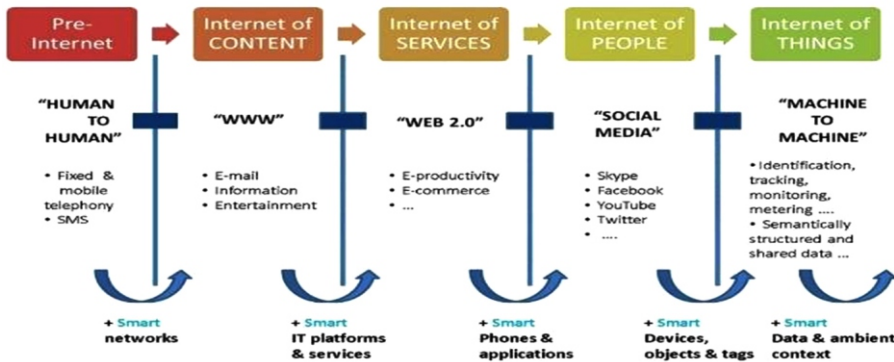 Pre-
Internet
Internet of
CONTENT
Internet of
SERVICES
Internet of
PEOPLE
Internet of
THINGS
“HUMAN
TO
HUMAN”
• Fixed &
mobile
telephony
• SMS
“WWW”
• E-mail
• Information
• Entertainment
“WEB 2.0”
• E-productivity
• E-commerce
• ...
“SOCIAL
MEDIA”
• Skype
• Facebook
• YouTube
• Twitter
• ....
“MACHINE
TO
MACHINE”
• Identification,
tracking,
monitoring,
metering ....
• Semantically
structured and
shared data ...
+ Smart
networks
+ Smart
IT platforms
& services
+ Smart
Phones &
applications
+ Smart
Devices,
objects & tags
+ Smart
Data & ambient
context